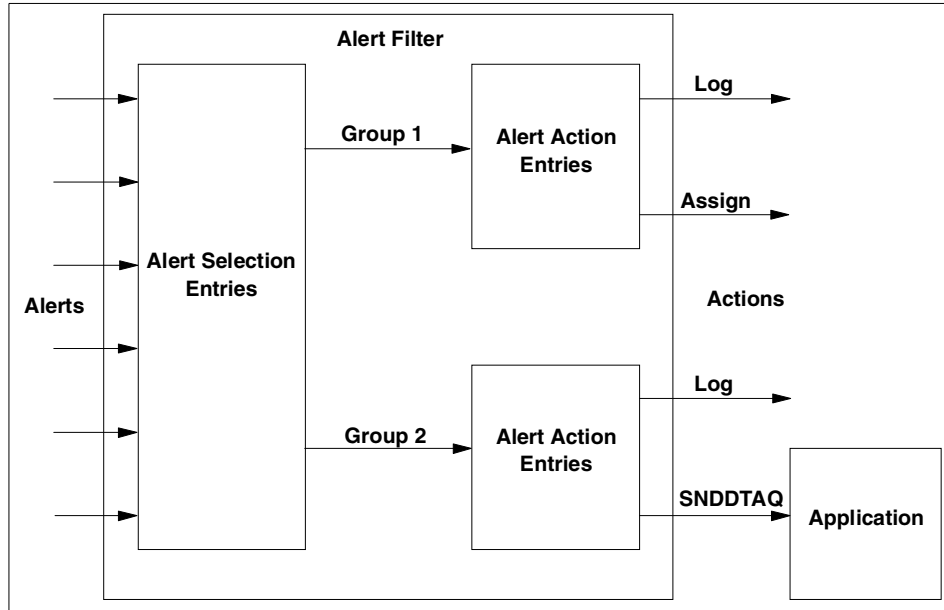 Alert Filter
Log
Group 1
Alert Action
Entries
Assign
Alert Selection
Entries
Alerts
Actions
Log
Group 2
Alert Action
Entries
SNDDTAQ
Application